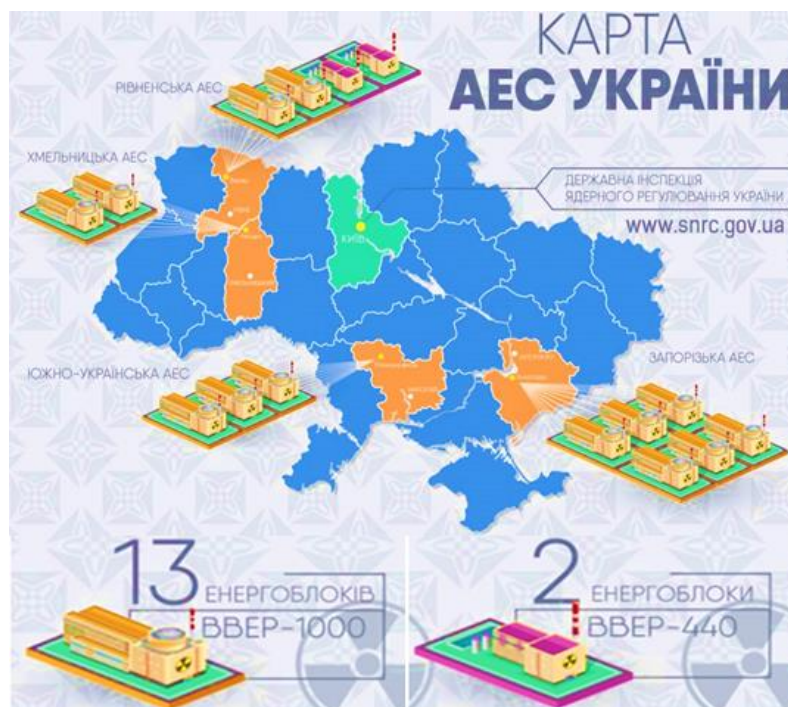 КАРТА
АЕС УКРАЇНИ
РІВНЕНСЬКА АЕС
ХМЕЛЬНИЦЬКА АЕС
ДЕРЖАВНА ІНСПЕКЦІЯ
ЯДЕРНОГО РЕГУЛЮВАННЯ УКРАЇНИ
www.snrc.gov.ua
КИЇВ
ЮЖНО-УКРАЇНСЬКА АЕС
ЗАПОРІЗЬКА АЕС
13 ЕНЕРГОБЛОКІВ
ВВЕР-1000
2 ЕНЕРГОБЛОКИ
ВВЕР-440